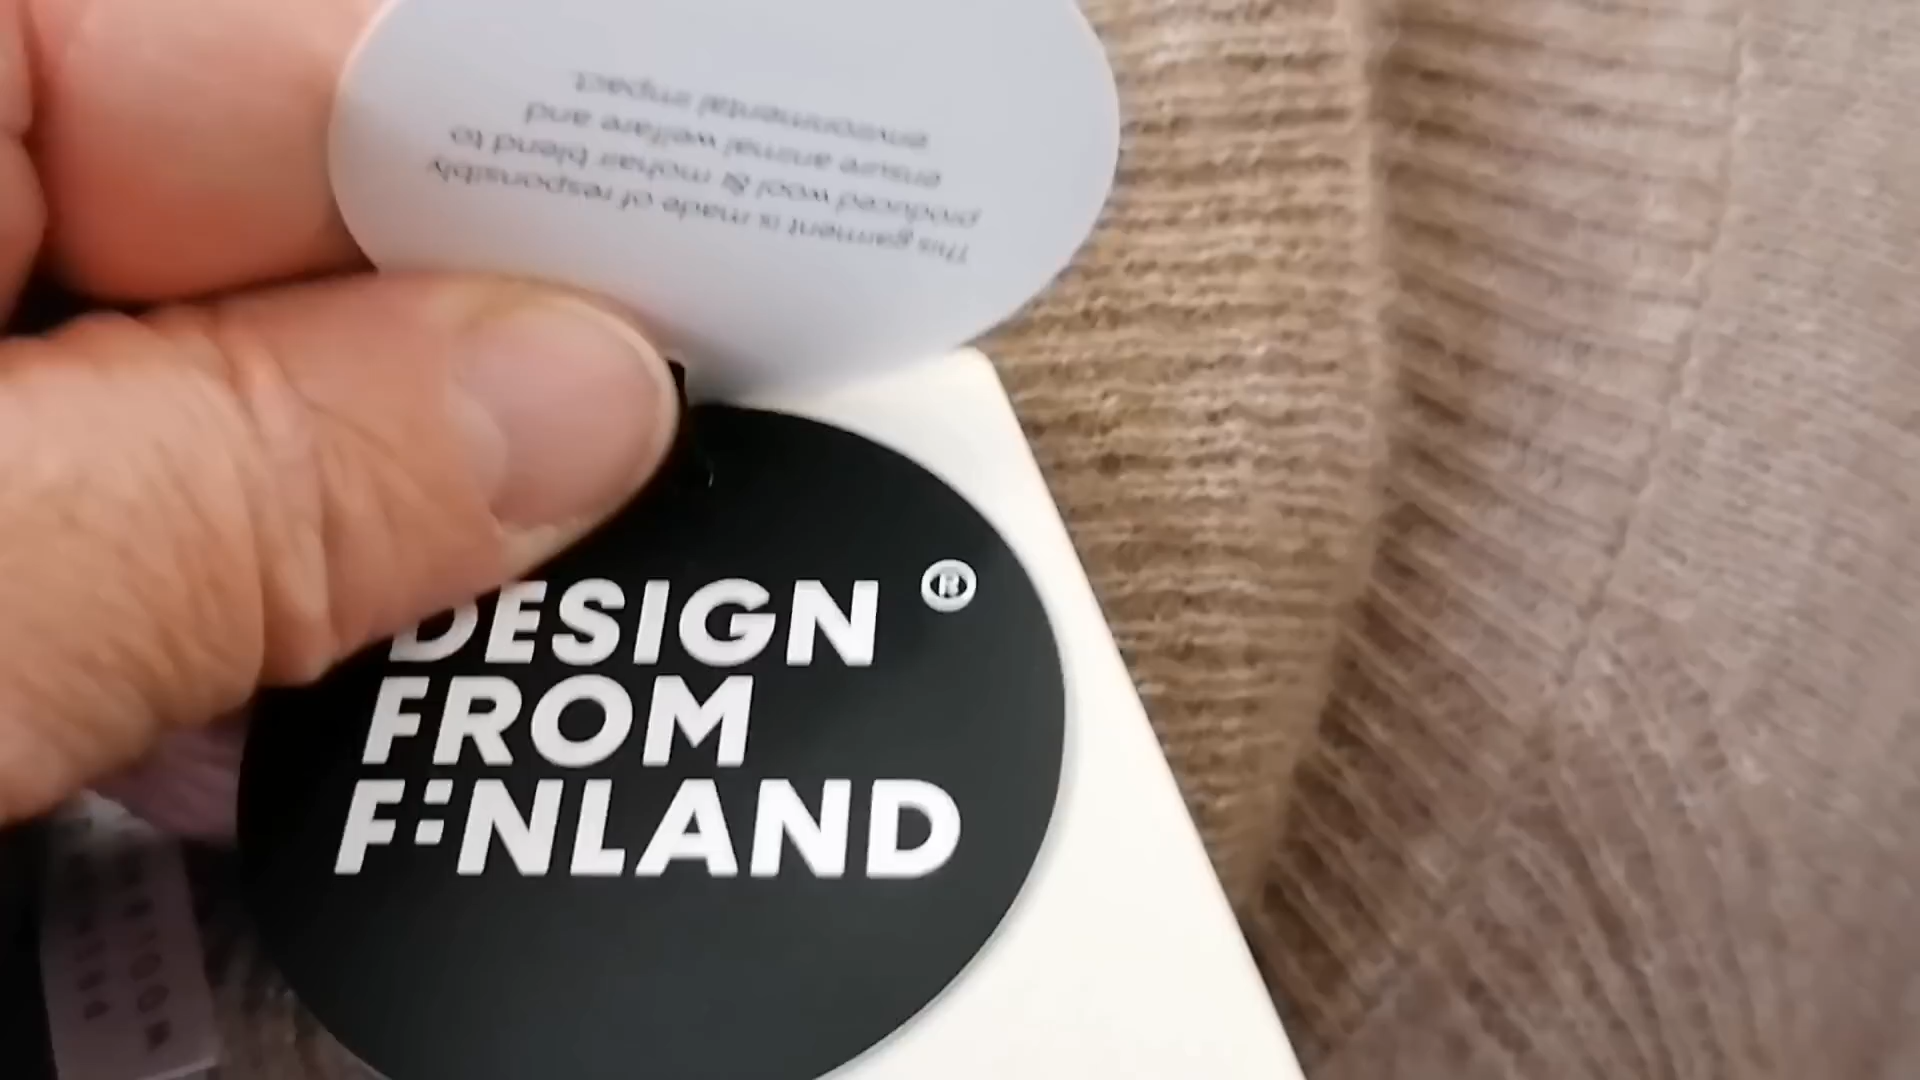 This garment is made of responsibly
produced wool & mohair blend to
ensure animal welfare and
environmental impact.
DESIGN ®
FROM
FINLAND